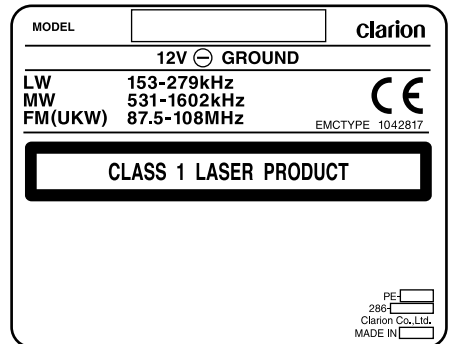 MODEL clarion
12V ⊖ GROUND
LW 153-279kHz
MW 531-1602kHz
FM(UKW) 87.5-108MHz
CE
EMCTYPE 1042817
CLASS 1 LASER PRODUCT
PE-
286-
Clarion Co.,Ltd.
MADE IN